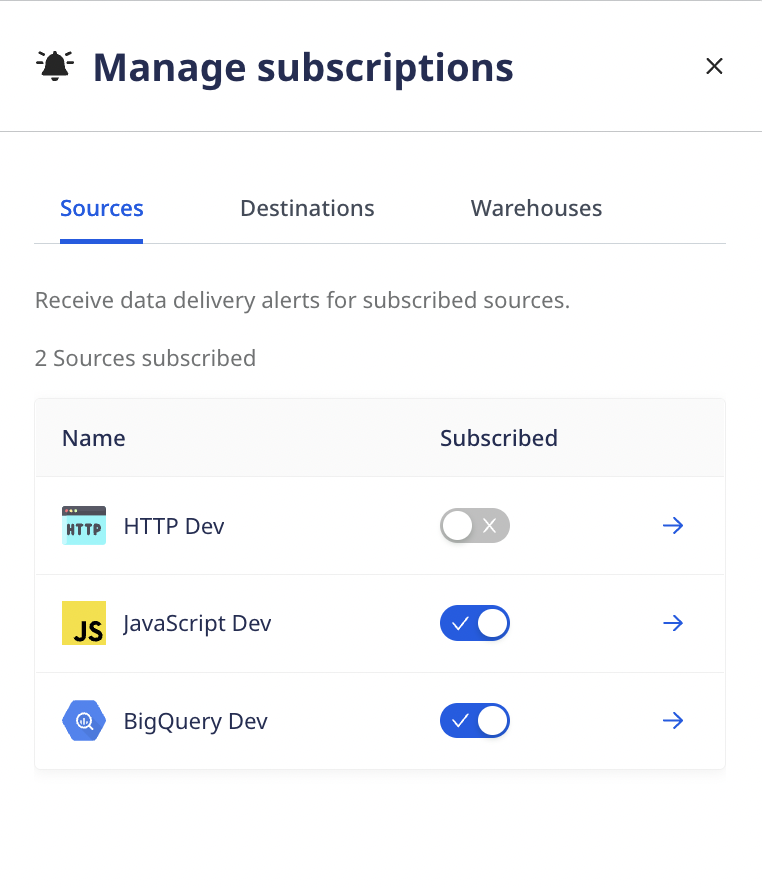 Manage subscriptions
Sources Destinations Warehouses
Receive data delivery alerts for subscribed sources.
2 Sources subscribed
Name Subscribed
HTTP HTTP Dev
JS JavaScript Dev
BigQuery Dev